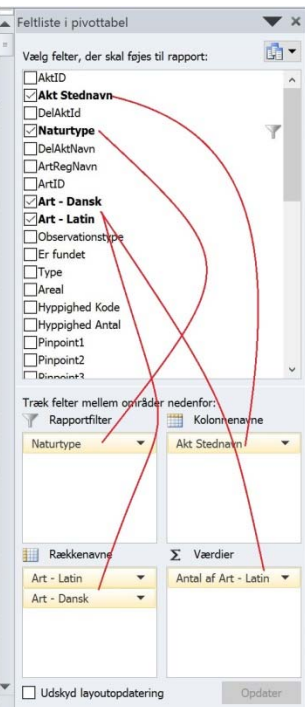 Feltliste i pivottabel
Vælg felter, der skal føjes til rapport:
AktID
Akt Stednavn
DelAktId
Naturtype
DelAktNavn
ArtRegNavn
ArtID
Art - Dansk
Art - Latin
Observationstype
Er fundet
Type
Areal
Hyppighed Kode
Hyppighed Antal
Pinpoint1
Pinpoint2
Pinpoint3
Træk felter mellem områder nedenfor:
Rapportfilter
Kolonnenavne
Naturtype
Akt Stednavn
Rækkenavne
Σ Værdier
Art - Latin
Antal af Art - Latin
Art - Dansk
Udskyd layoutopdatering
Opdater